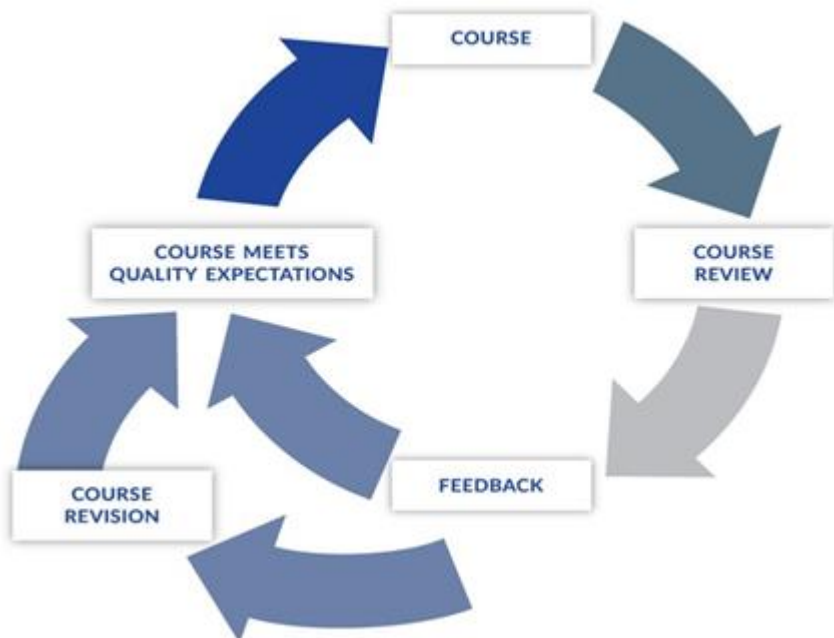 COURSE
COURSE
REVIEW
FEEDBACK
COURSE
REVISION
COURSE MEETS
QUALITY EXPECTATIONS